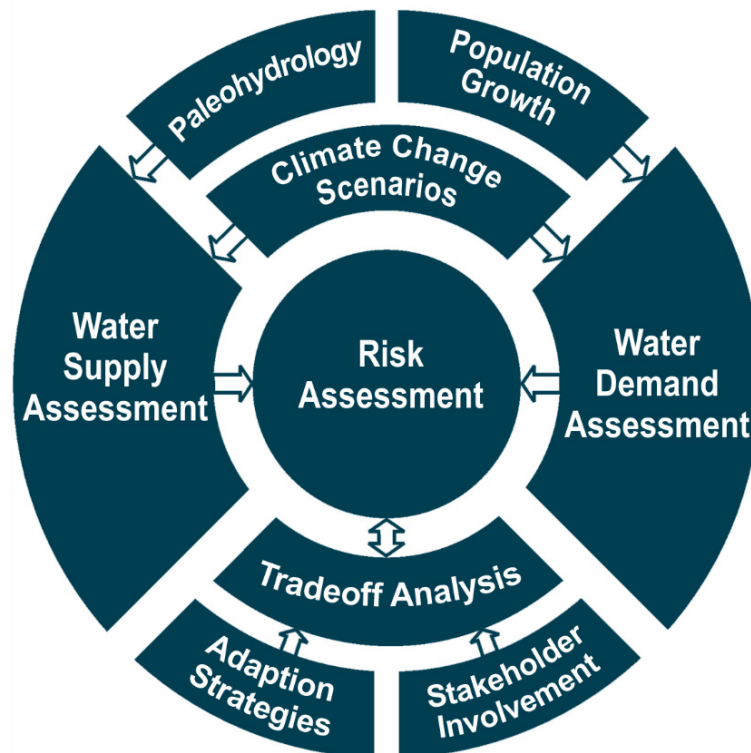 Paleohydrology
Population
Growth
Climate Change
Scenarios
Water
Supply
Assessment
Risk
Assessment
Water
Demand
Assessment
Tradeoff Analysis
Adaption
Strategies
Stakeholder
Involvement